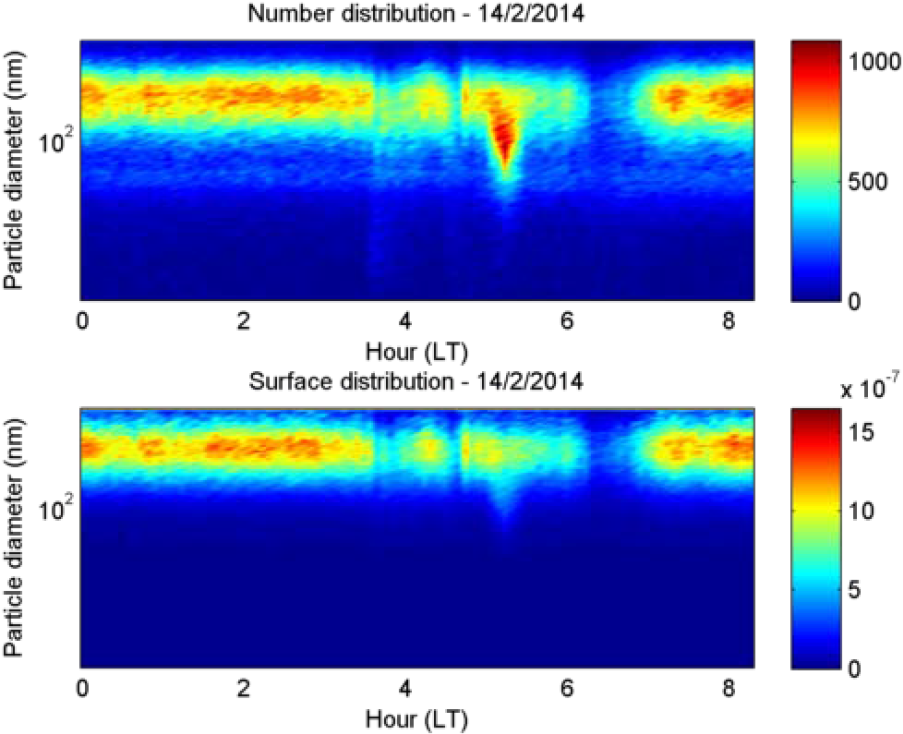 Number distribution - 14/2/2014
Particle diameter (nm)
10²
0 2 4 6 8
Hour (LT)
1000
500
0
Surface distribution - 14/2/2014
Particle diameter (nm)
10²
0 2 4 6 8
Hour (LT)
x 10⁻⁷
15
10
5
0